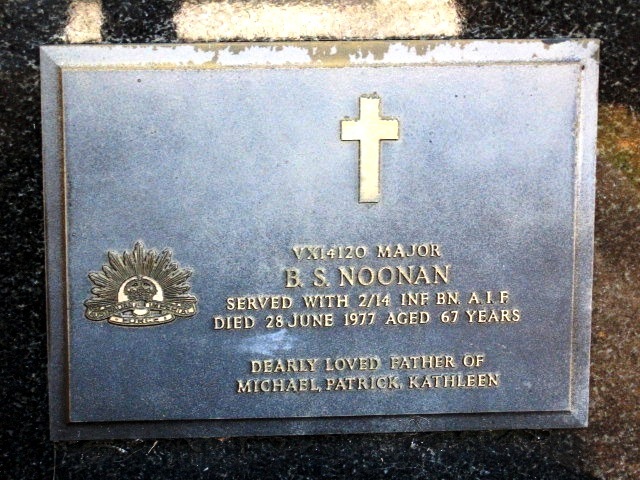 VX14120 MAJOR
B. S. NOONAN
SERVED WITH 2/14 INF BN. A.I.F.
DIED 28 JUNE 1977 AGED 67 YEARS
DEARLY LOVED FATHER OF
MICHAEL, PATRICK, KATHLEEN